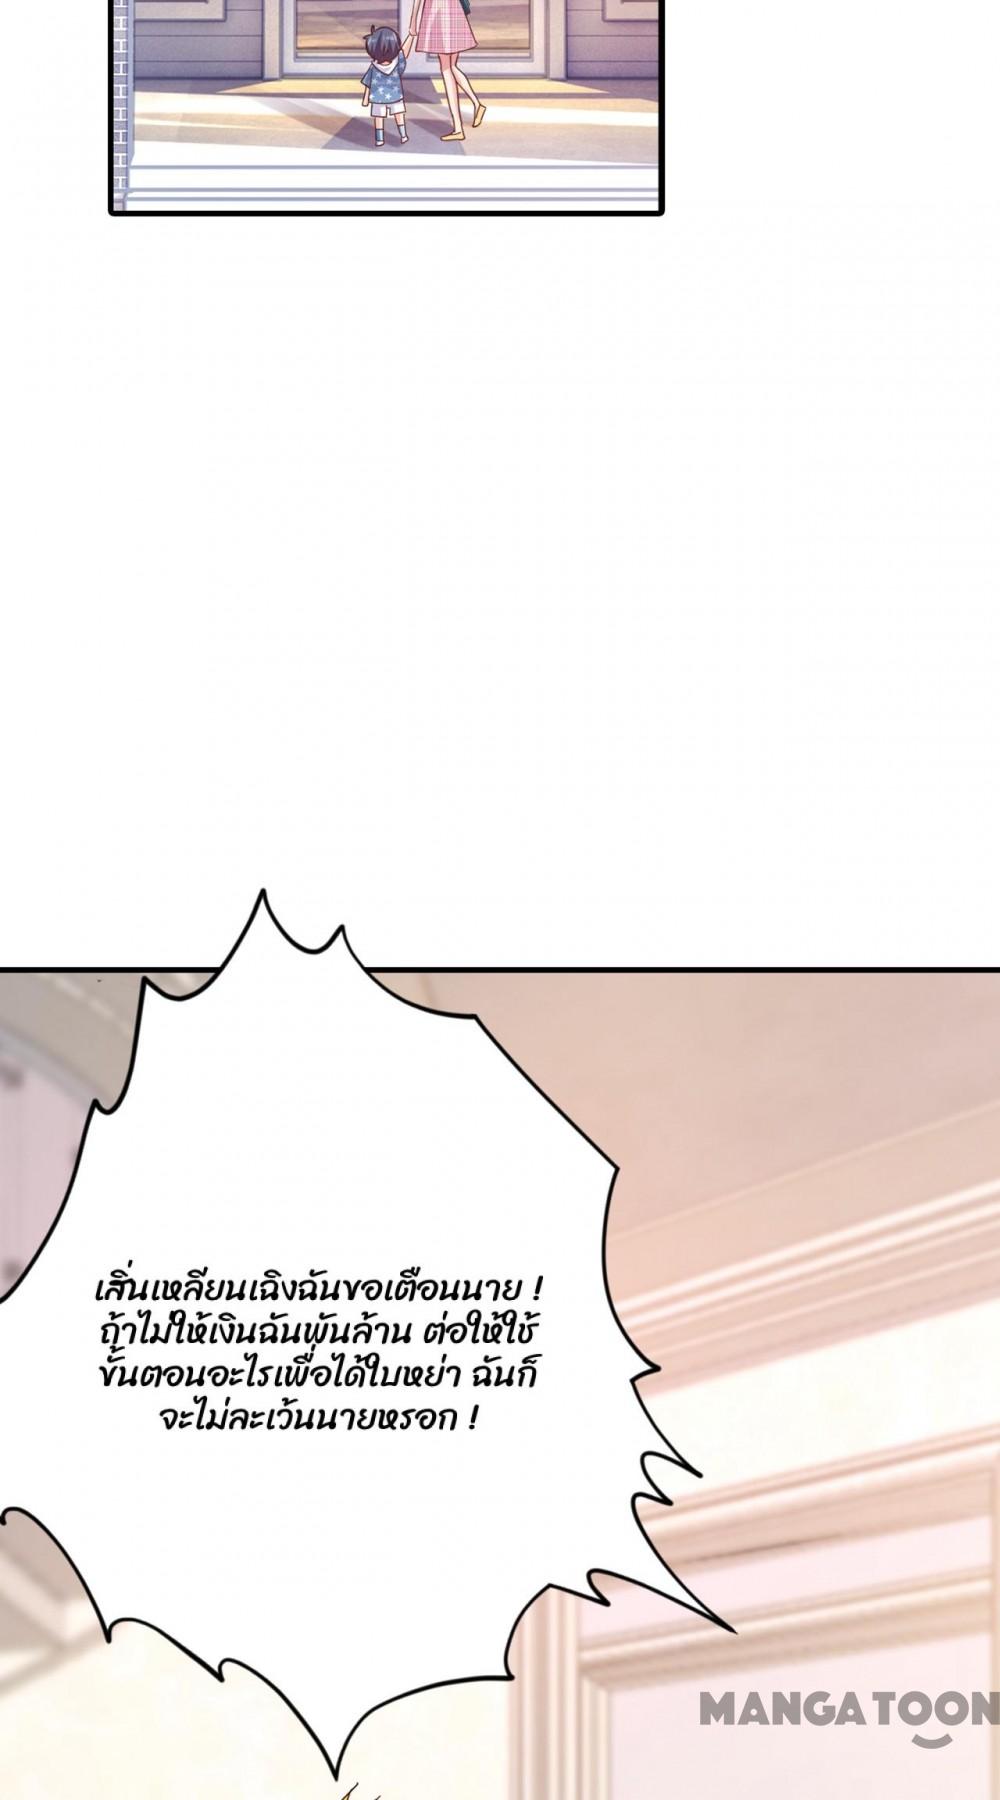 เสิ่นเหลียนเฉิงฉันขอเตือนนาย !
ถ้าไม่ให้เงินฉันพันล้าน ต่อให้ใช้
ขั้นตอนอะไรเพื่อได้ใบหย่า ฉันก็
จะไม่ละเว้นนายหรอก !
MANGATOON